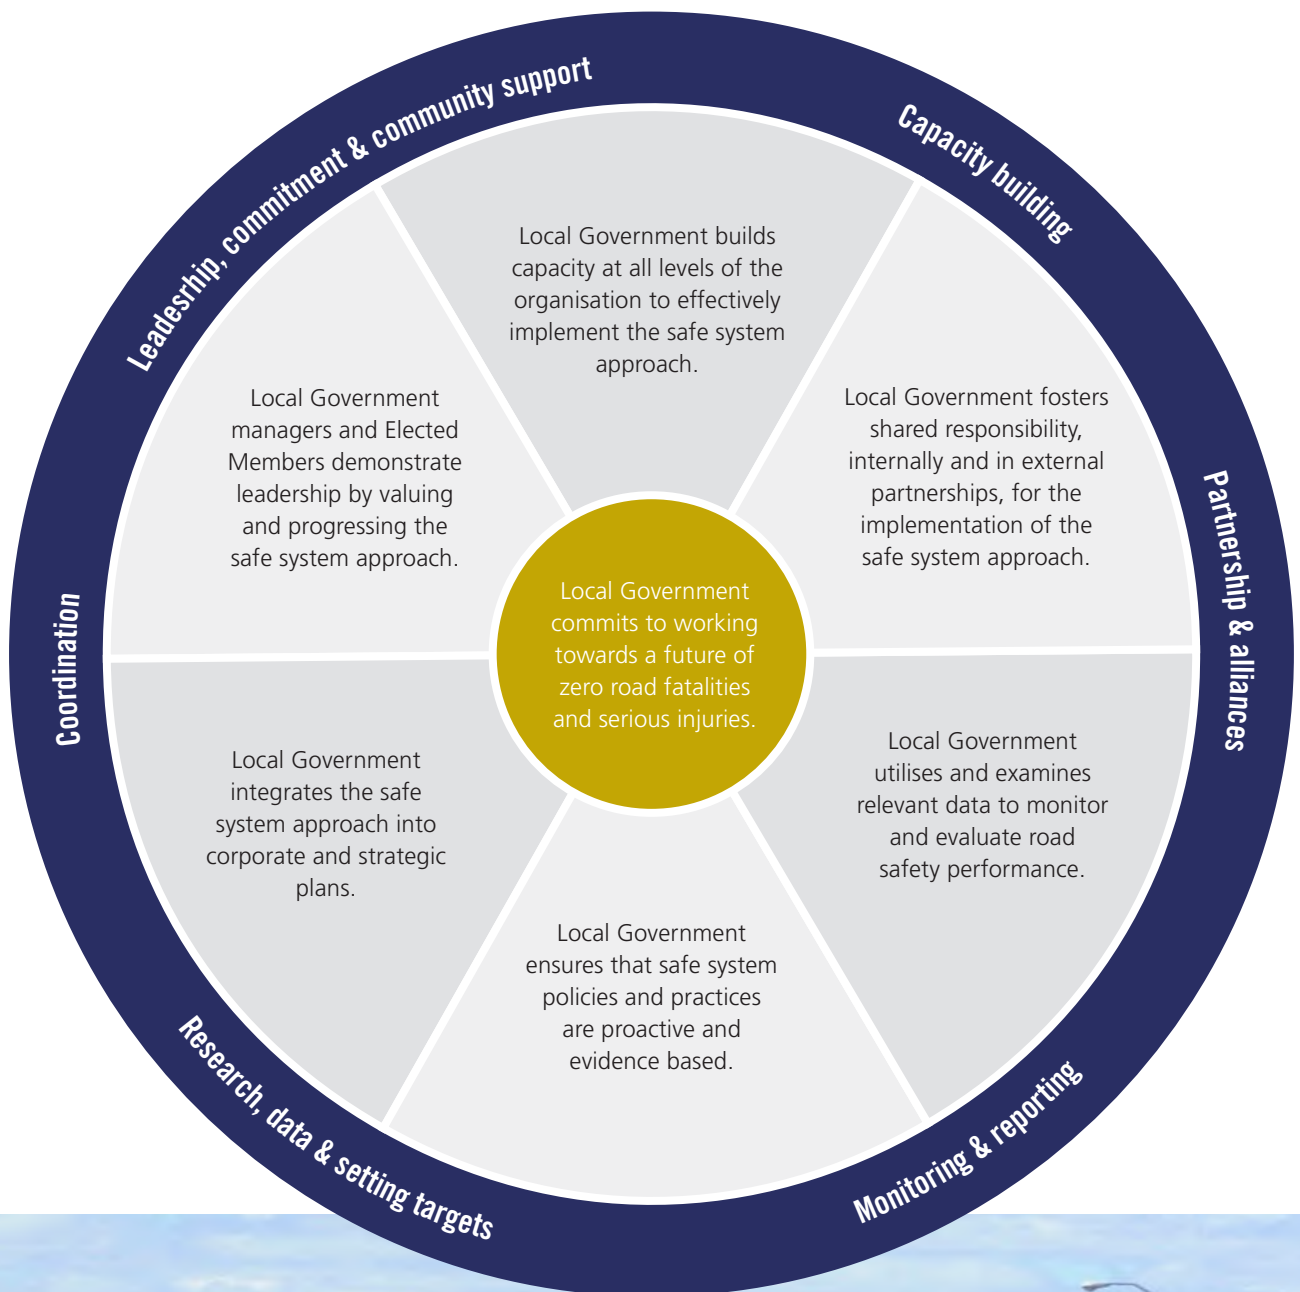 Leadesrhip, commitment & community support
Capacity building
Partnership & alliances
Monitoring & reporting
Research, data & setting targets
Coordination
Local Government builds
capacity at all levels of the
organisation to effectively
implement the safe system
approach.
Local Government fosters
shared responsibility,
internally and in external
partnerships, for the
implementation of the
safe system approach.
Local Government
utilises and examines
relevant data to monitor
and evaluate road
safety performance.
Local Government
ensures that safe system
policies and practices
are proactive and
evidence based.
Local Government
integrates the safe
system approach into
corporate and strategic
plans.
Local Government
managers and Elected
Members demonstrate
leadership by valuing
and progressing the
safe system approach.
Local Government
commits to working
towards a future of
zero road fatalities
and serious injuries.